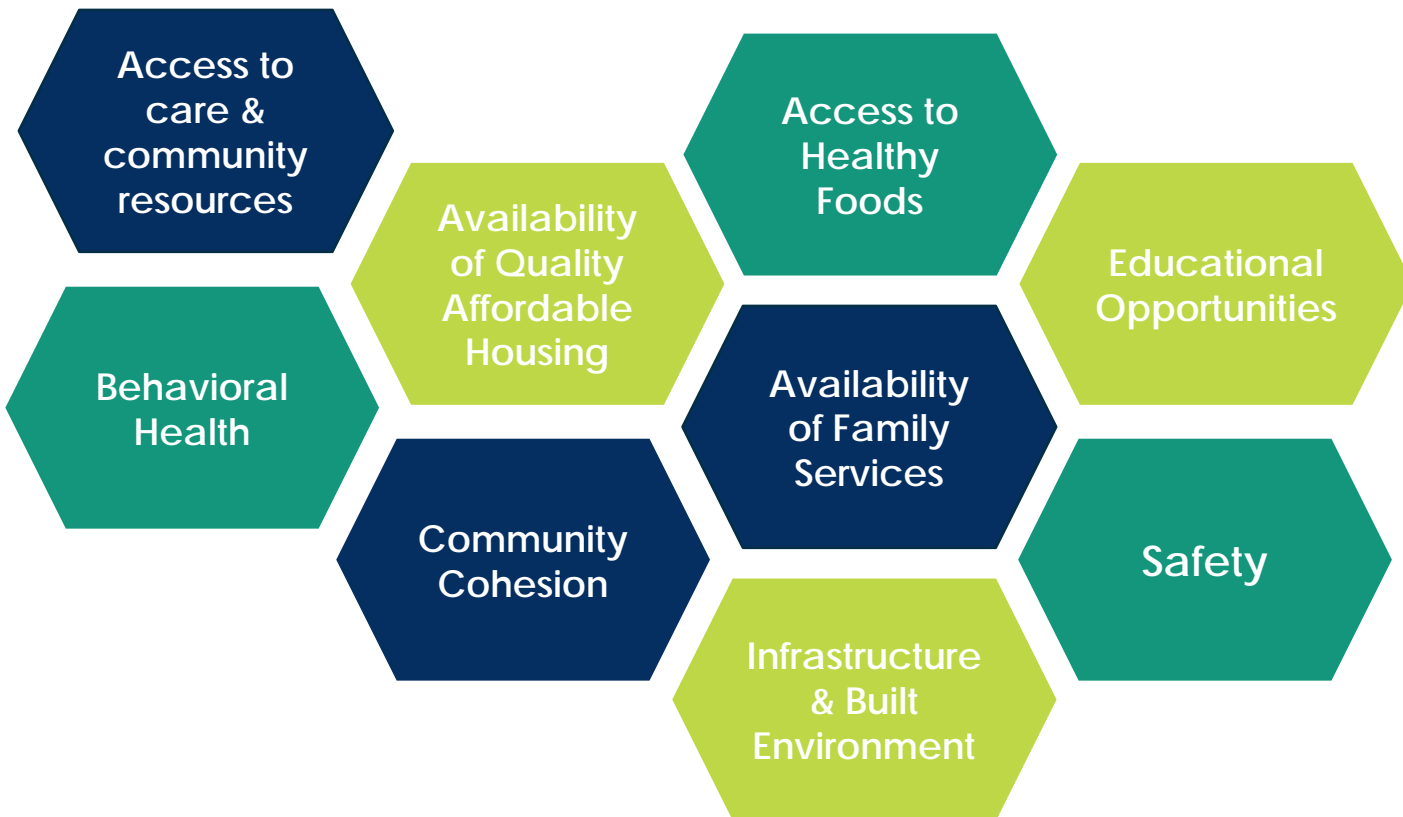 Access to
care &
community
resources
Behavioral
Health
Availability
of Quality
Affordable
Housing
Community
Cohesion
Access to
Healthy
Foods
Availability
of Family
Services
Infrastructure
& Built
Environment
Educational
Opportunities
Safety